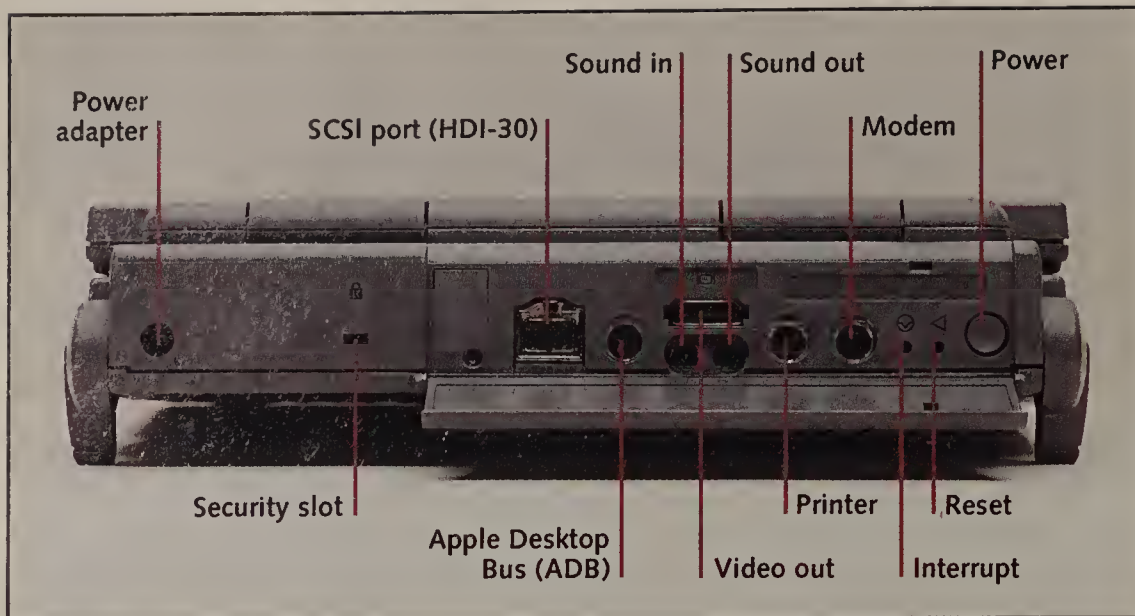 Sound in
Sound out
Power
Power
adapter
SCSI port (HDI-30)
Modem
Security slot
Printer
Reset
Apple Desktop
Bus (ADB)
Video out
Interrupt